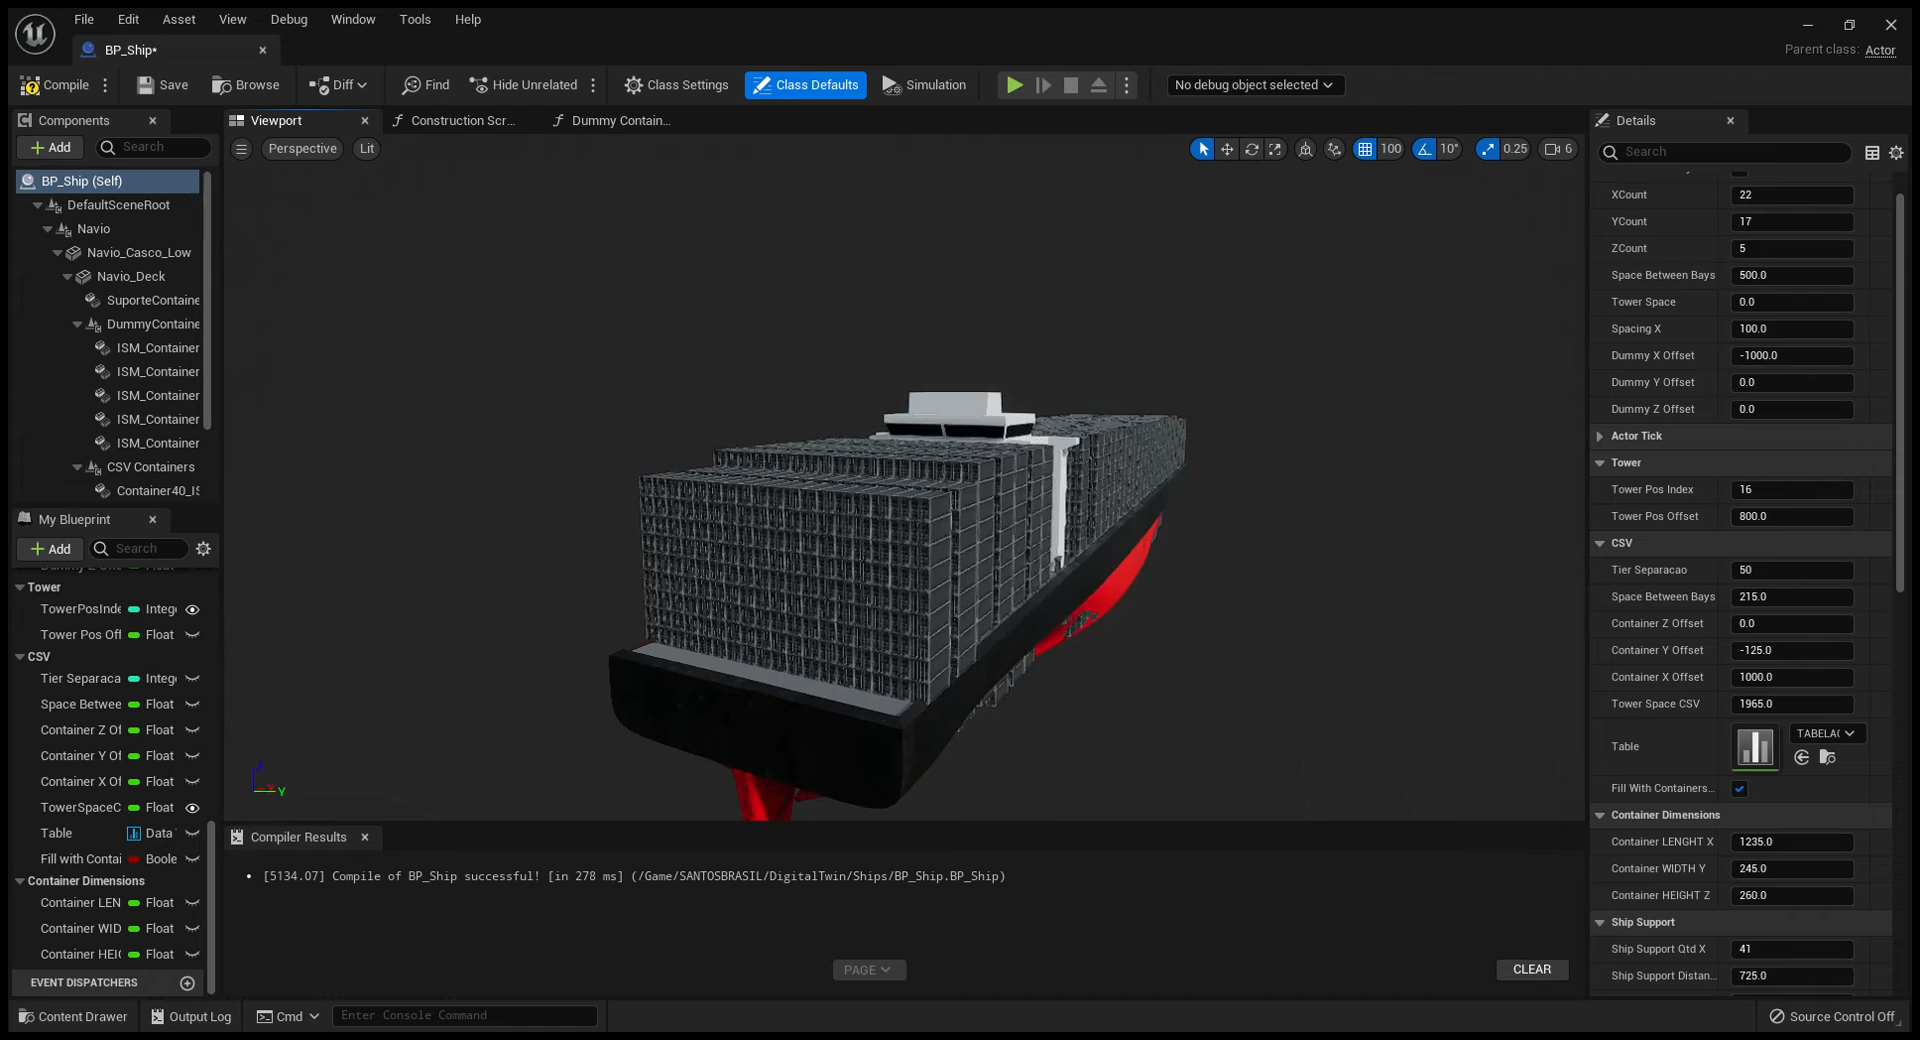 File Edit Asset View Debug Window Tools Help
BP_Ship*
Parent class: Actor
Compile Save Browse Diff Find Hide Unrelated Class Settings Class Defaults Simulation No debug object selected
Components
Viewport
Construction Scr...
Dummy Contain...
Details
Add
Search
Perspective
Lit
100
10°
0.25
6
Search
BP_Ship (Self)
DefaultSceneRoot
Navio
Navio_Casco_Low
Navio_Deck
SuporteContaine
DummyContaine
ISM_Container
ISM_Container
ISM_Container
ISM_Container
ISM_Container
CSV Containers
Container40_IS
My Blueprint
Add
Search
Tower
TowerPosInde Intege
Tower Pos Off Float
CSV
Tier Separaca Intege
Space Betwee Float
Container Z Of Float
Container Y Of Float
Container X Of Float
TowerSpaceC Float
Table Data
Fill with Contai Boole
Container Dimensions
Container LEN Float
Container WID Float
Container HEIG Float
EVENT DISPATCHERS
Z
Y
Compiler Results
[5134.07] Compile of BP_Ship successful! [in 278 ms] (/Game/SANTOSBRASIL/DigitalTwin/Ships/BP_Ship.BP_Ship)
PAGE
CLEAR
XCount 22
YCount 17
ZCount 5
Space Between Bays 500.0
Tower Space 0.0
Spacing X 100.0
Dummy X Offset -1000.0
Dummy Y Offset 0.0
Dummy Z Offset 0.0
Actor Tick
Tower
Tower Pos Index 16
Tower Pos Offset 800.0
CSV
Tier Separacao 50
Space Between Bays 215.0
Container Z Offset 0.0
Container Y Offset -125.0
Container X Offset 1000.0
Tower Space CSV 1965.0
Table
Fill With Containers...
Container Dimensions
Container LENGHT X 1235.0
Container WIDTH Y 245.0
Container HEIGHT Z 260.0
Ship Support
Ship Support Qtd X 41
Ship Support Distan... 725.0
Content Drawer Output Log Cmd Enter Console Command Source Control Off